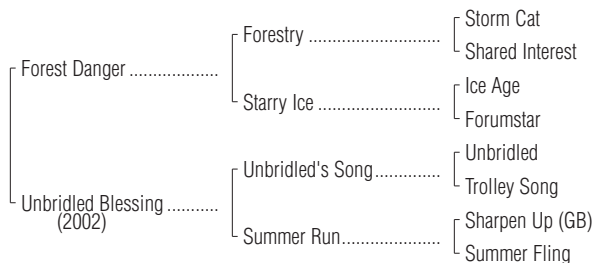 Storm Cat
Forestry ............................
Shared Interest
Forest Danger ..................
Ice Age
Starry Ice ..........................
Forumstar
Unbridled
Unbridled's Song..............
Trolley Song
Unbridled Blessing ..........
(2002)
Sharpen Up (GB)
Summer Run.....................
Summer Fling